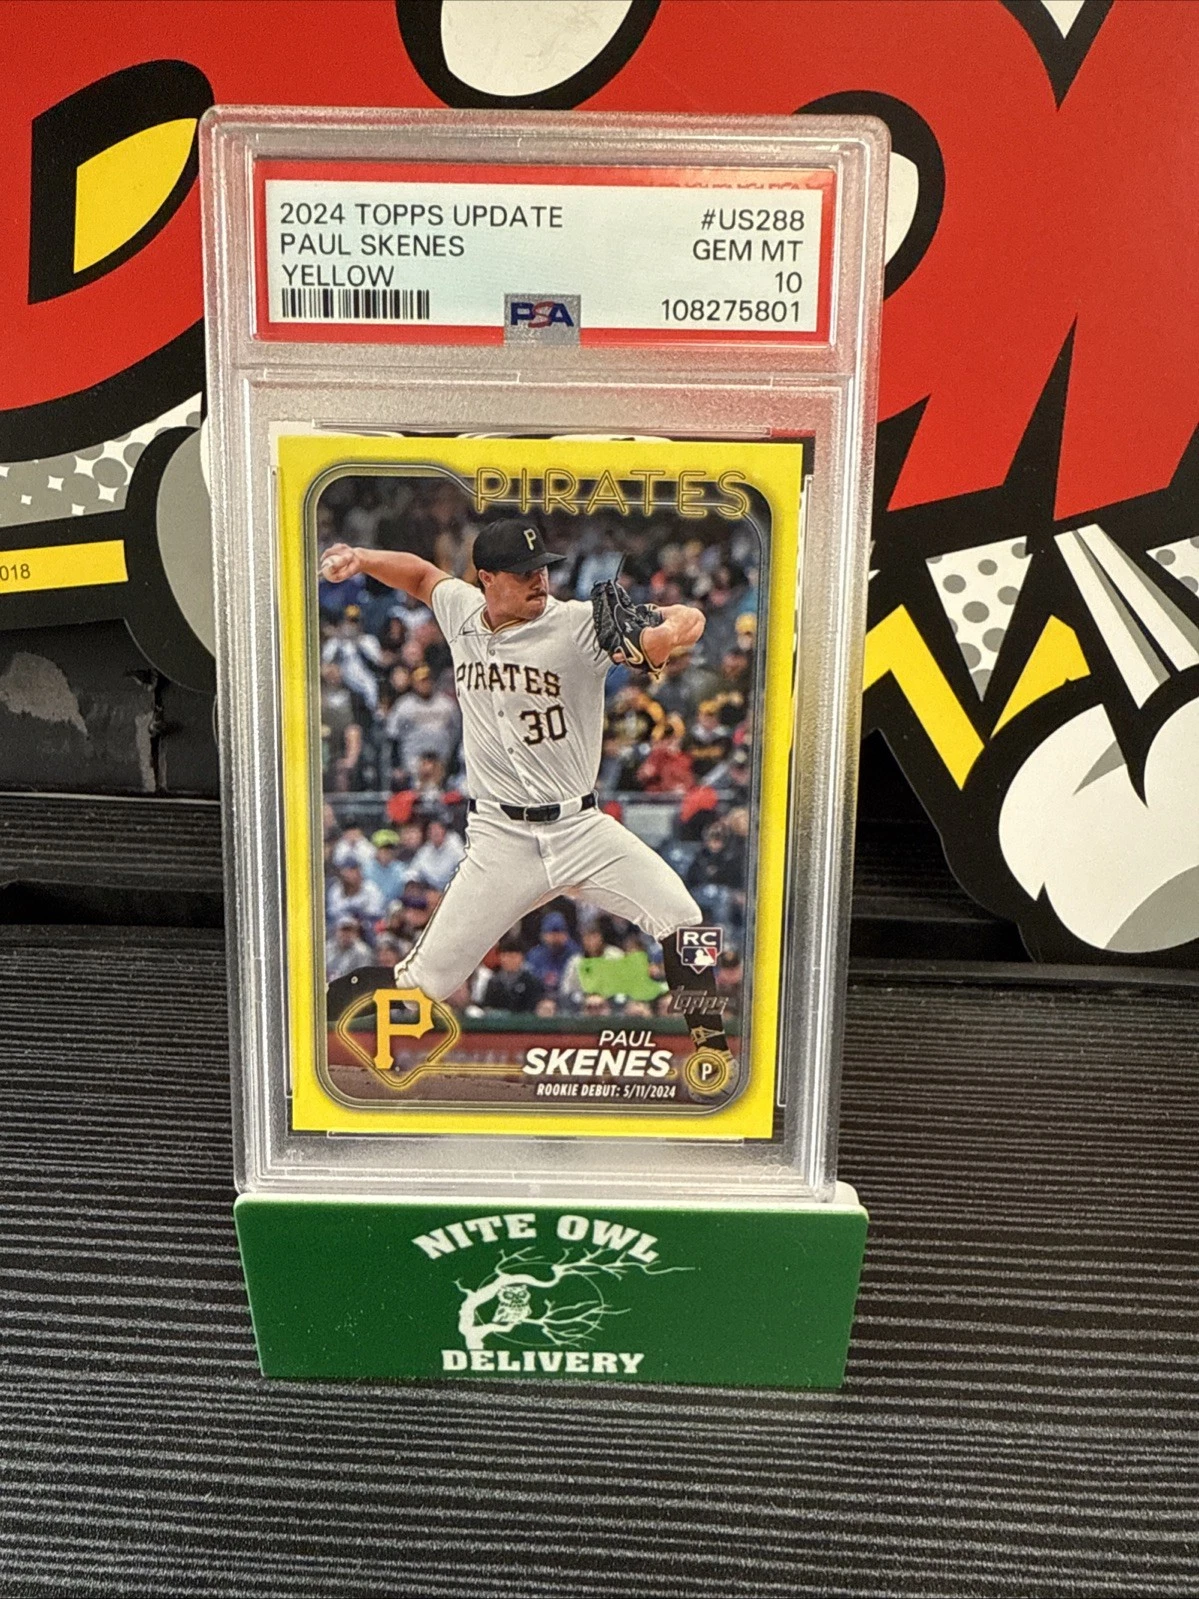 2024 TOPPS UPDATE #US288
PAUL SKENES GEM MT
YELLOW 10
108275801
PSA
PIRATES
P
PIRATES
30
RC
Topps
P
PAUL
SKENES
P
ROOKIE DEBUT: 5/11/2024
018
NITE OWL
DELIVERY